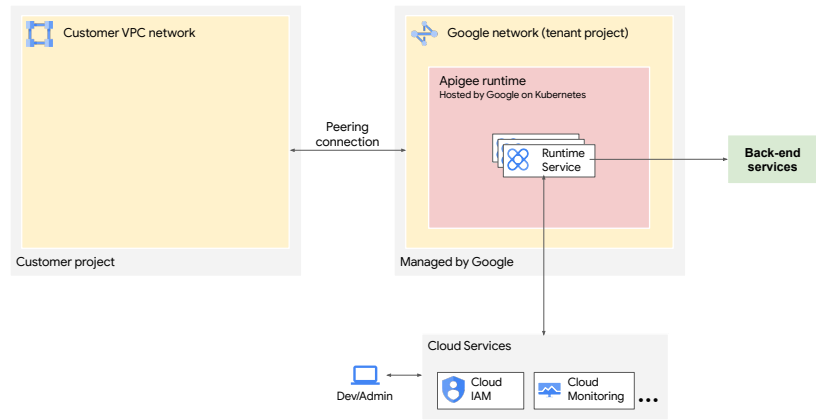 Customer VPC network
Google network (tenant project)
Apigee runtime
Hosted by Google on Kubernetes
Peering
connection
Runtime
Service
Back-end
services
Customer project
Managed by Google
Cloud Services
Dev/Admin
Cloud
IAM
Cloud
Monitoring
...